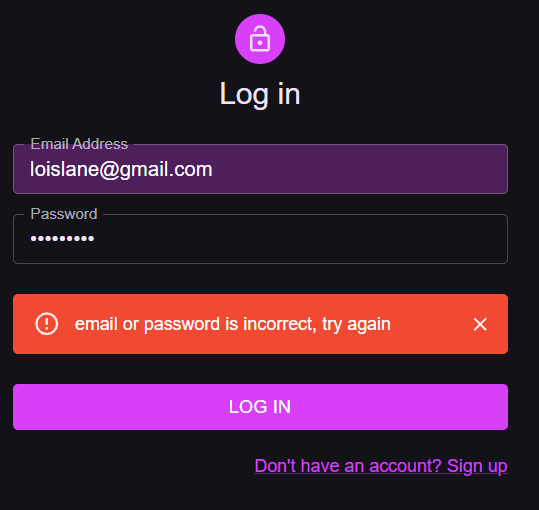 Log in
Email Address
loislane@gmail.com
Password
•••••••••
email or password is incorrect, try again
LOG IN
Don't have an account? Sign up